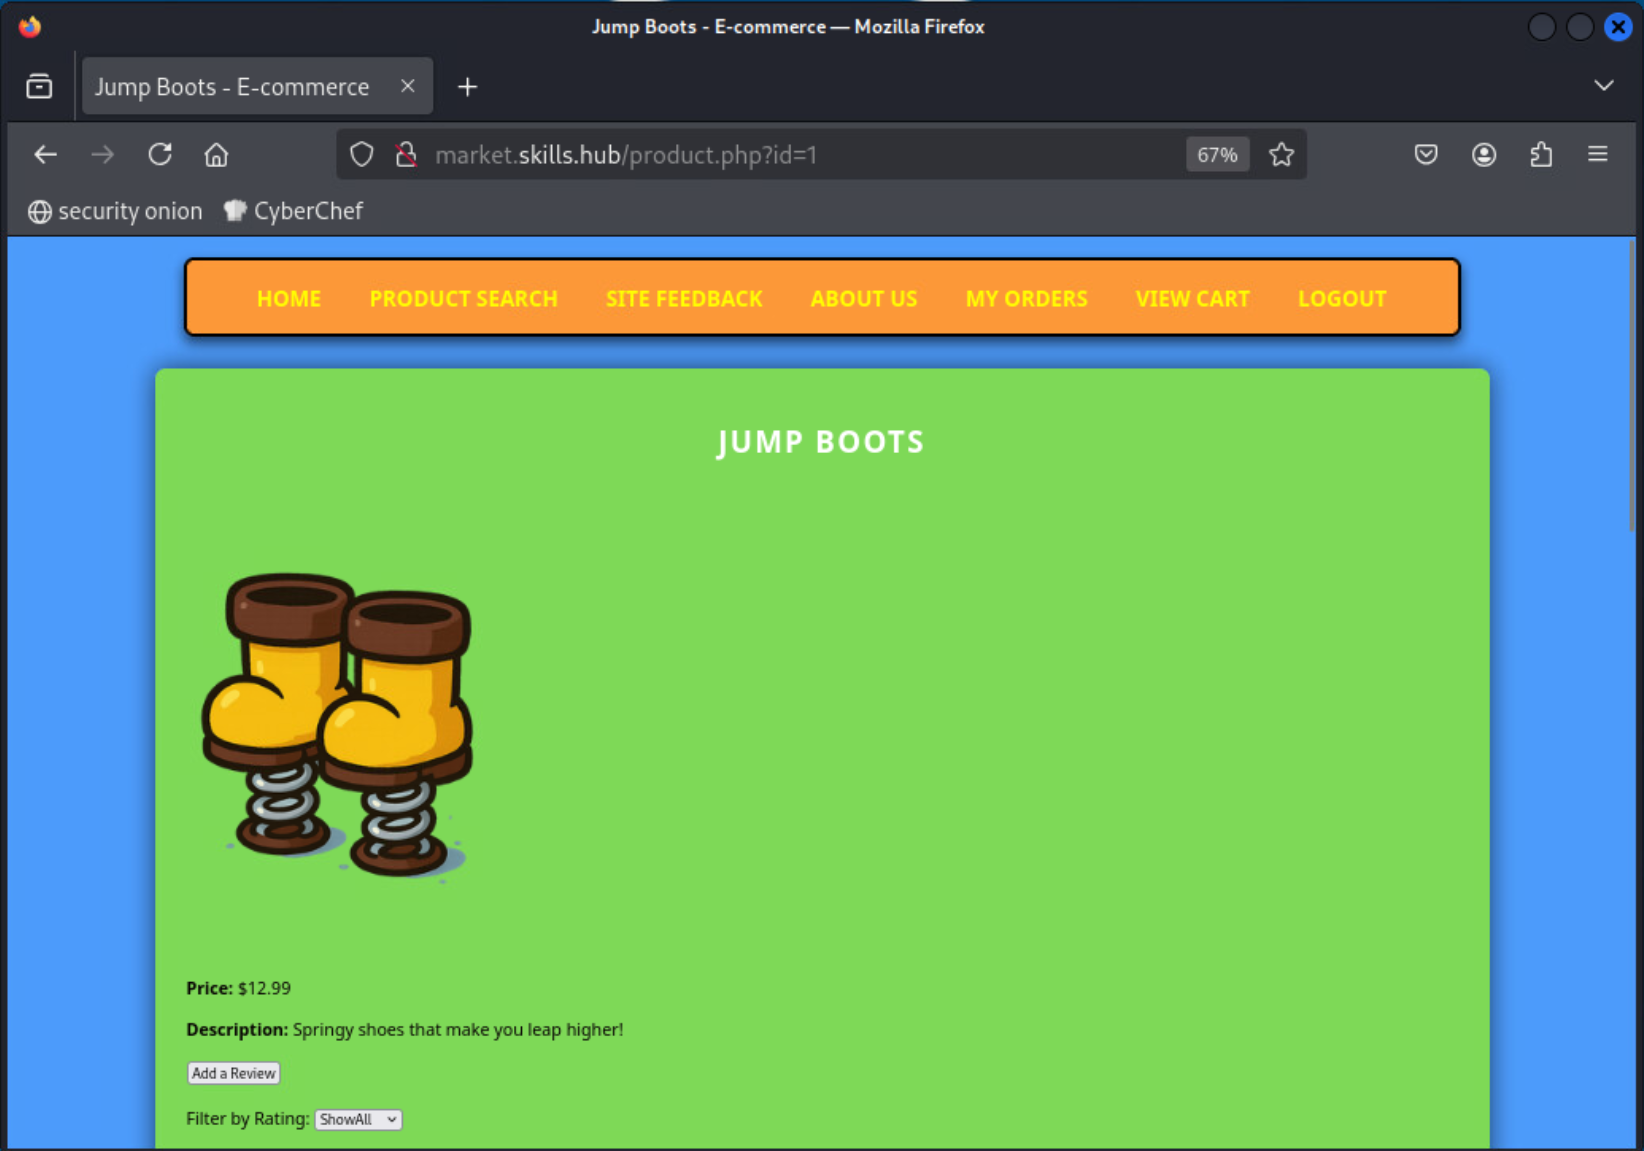 Jump Boots - E-commerce — Mozilla Firefox
Jump Boots - E-commerce
market.skills.hub/product.php?id=1
67%
security onion CyberChef
HOME PRODUCT SEARCH SITE FEEDBACK ABOUT US MY ORDERS VIEW CART LOGOUT
JUMP BOOTS
Price: $12.99
Description: Springy shoes that make you leap higher!
Add a Review
Filter by Rating: ShowAll